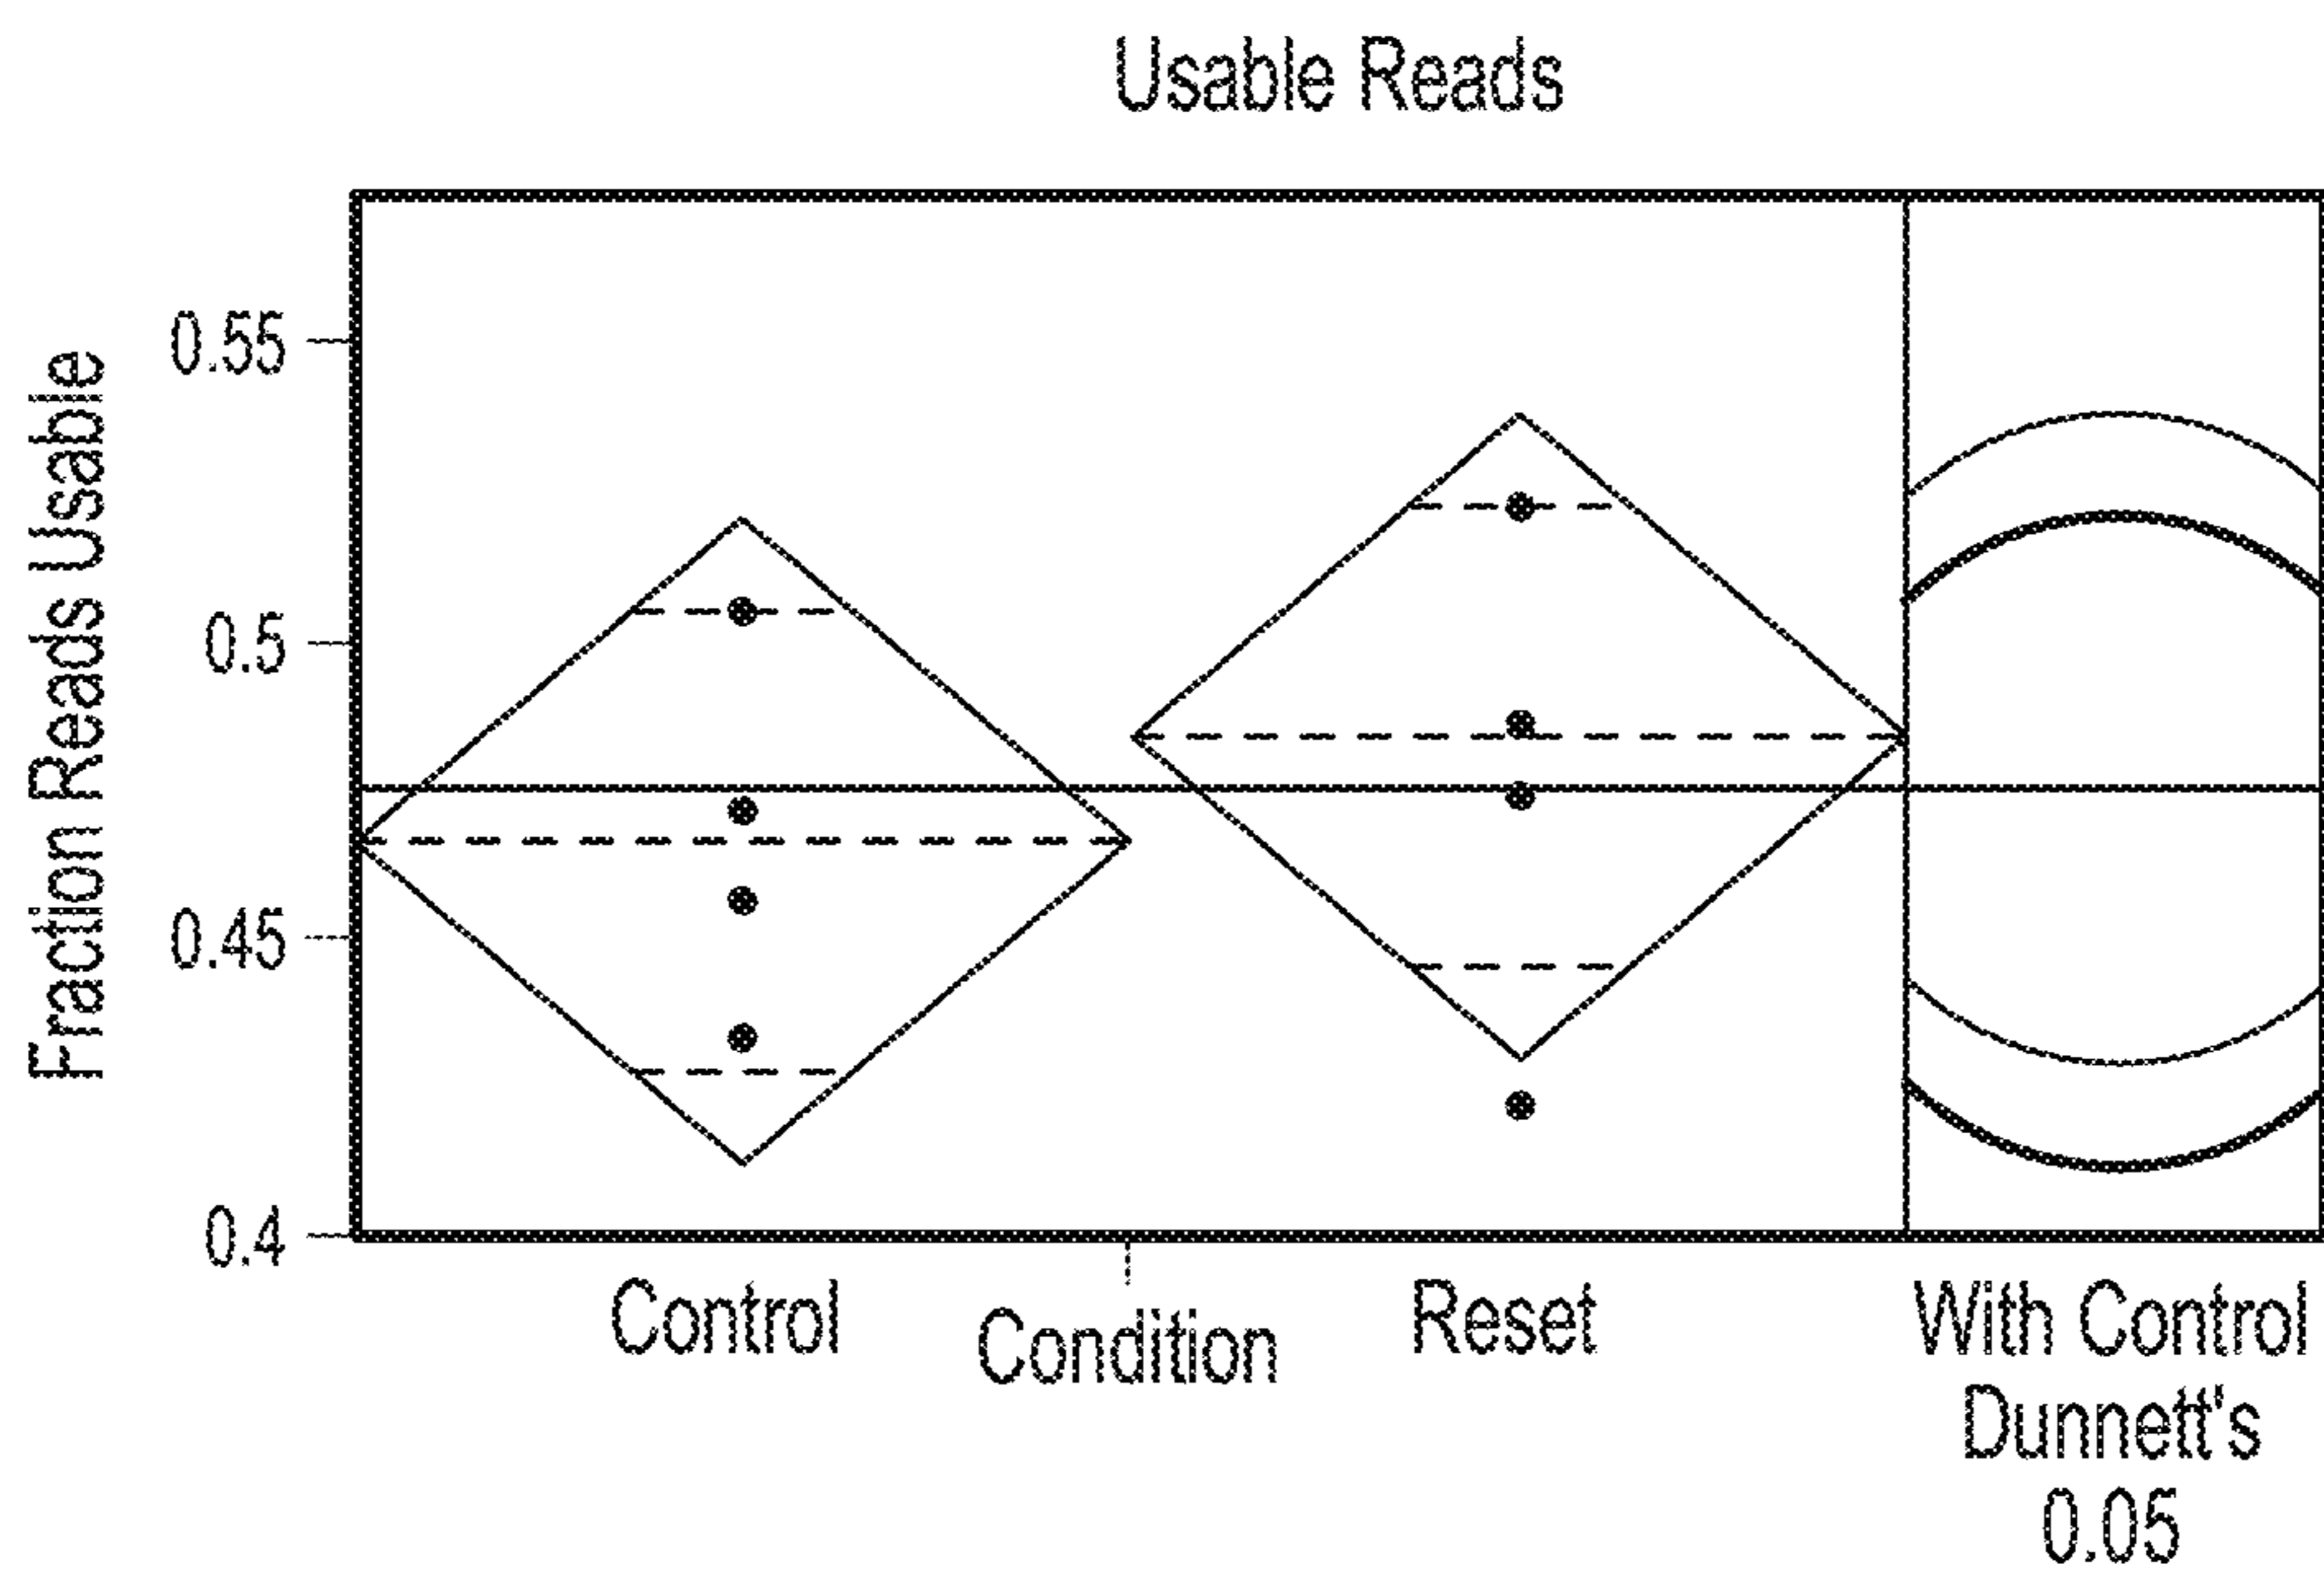 Usable Reads
Fraction Reads Usable
0.55
0.5
0.45
0.4
Control
Condition
Reset
With Control
Dunnett's
0.05